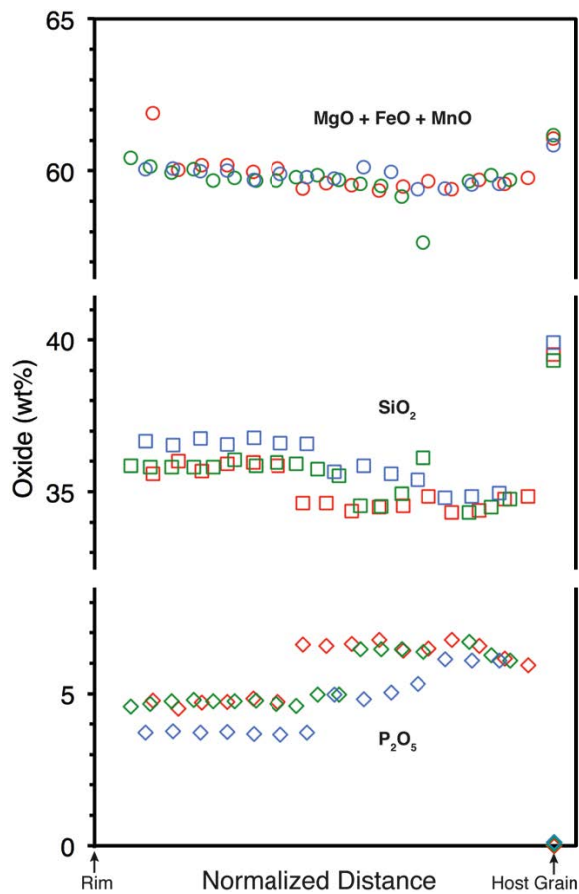 65
MgO + FeO + MnO
60
40
SiO₂
35
Oxide (wt%)
5
P₂O₅
0
Rim
Normalized Distance
Host Grain